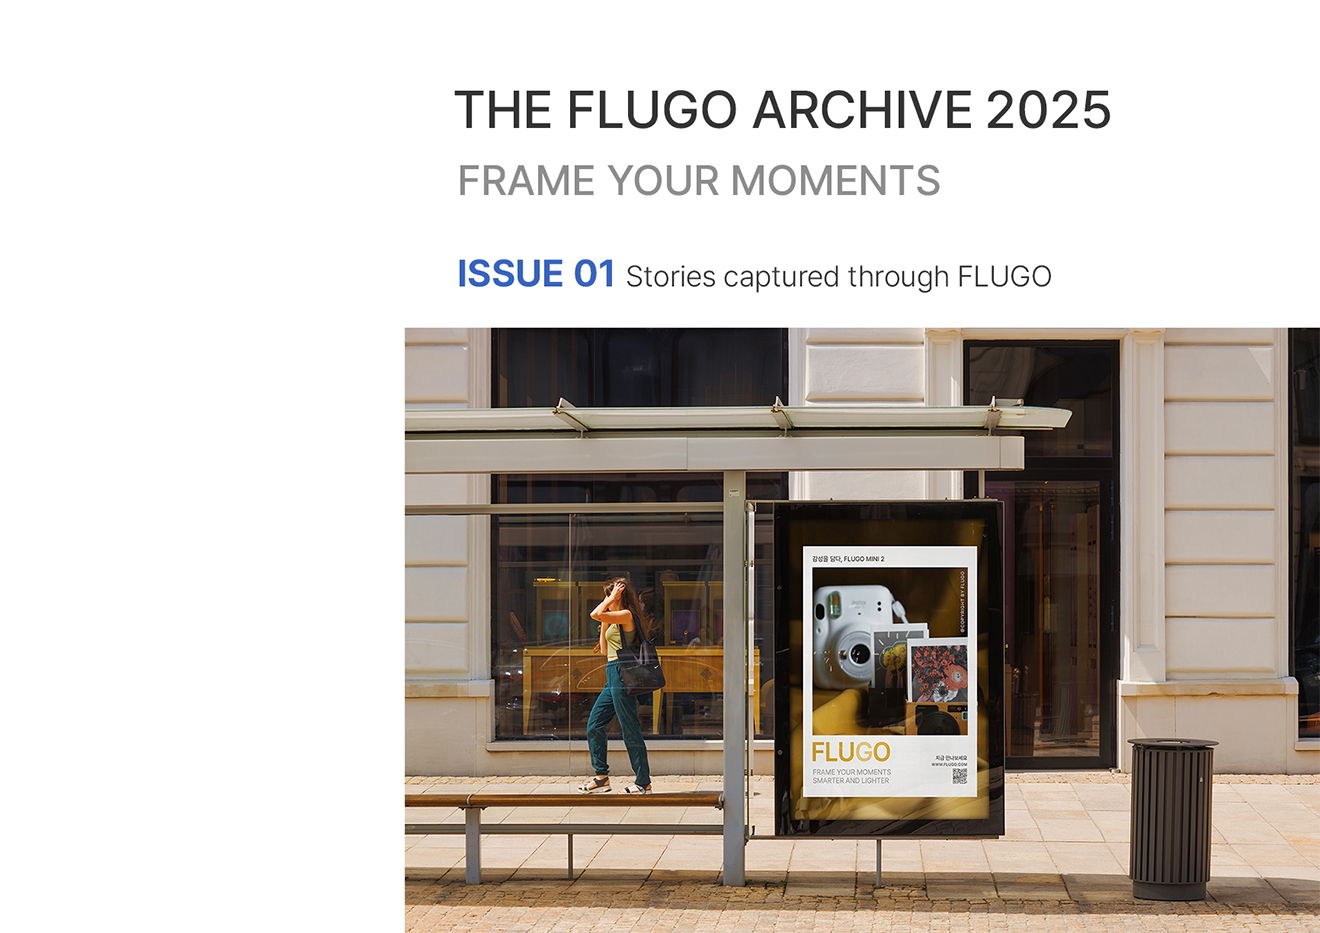 THE FLUGO ARCHIVE 2025
FRAME YOUR MOMENTS
ISSUE 01 Stories captured through FLUGO
감성을 담다, FLUGO MINI 2
@COPYRIGHT BY FLUGO
FLUGO
FRAME YOUR MOMENTS
SMARTER AND LIGHTER
지금 만나보세요
WWW.FLUGO.COM